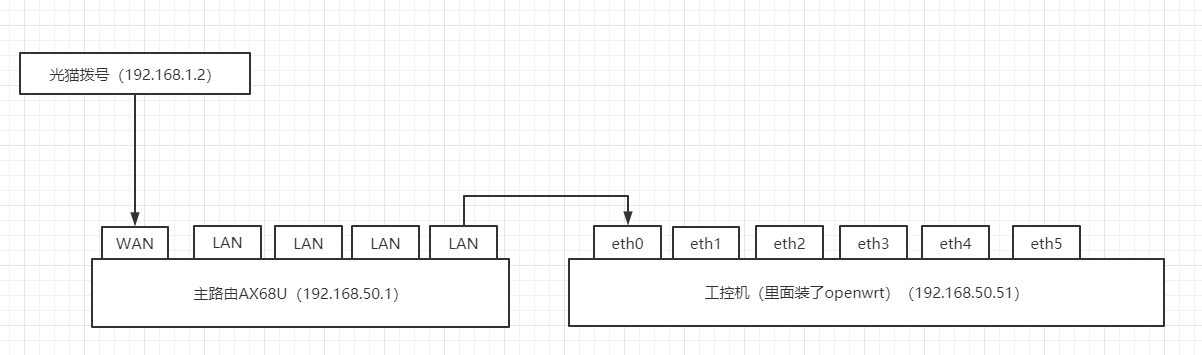 光猫拨号（192.168.1.2）
WAN
LAN
LAN
LAN
LAN
主路由AX68U（192.168.50.1）
eth0
eth1
eth2
eth3
eth4
eth5
工控机（里面装了openwrt）（192.168.50.51）